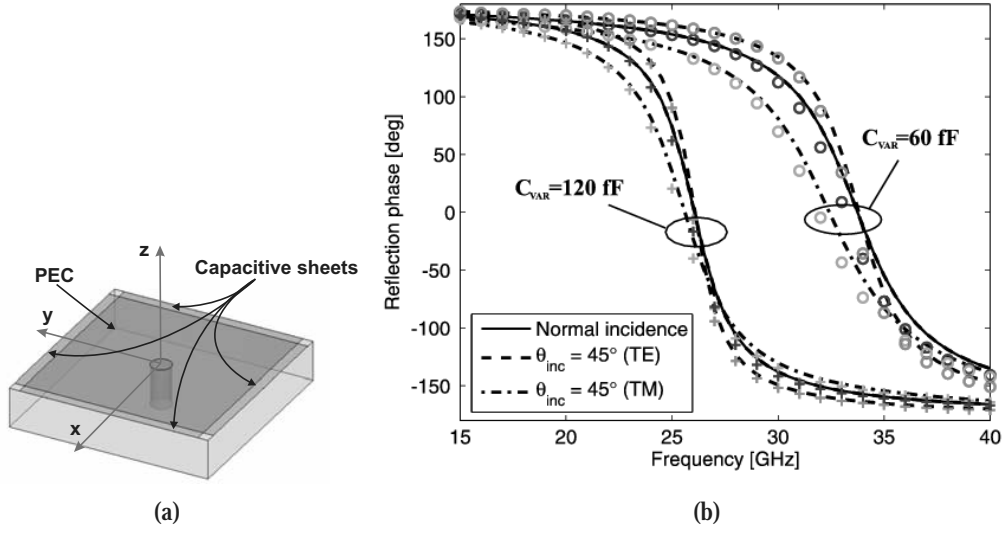 z
PEC
Capacitive sheets
y
x
(a)
Reflection phase [deg]
150
100
50
0
-50
-100
-150
C_VAR=120 fF
C_VAR=60 fF
Normal incidence
θ_inc = 45° (TE)
θ_inc = 45° (TM)
15 20 25 30 35 40
Frequency [GHz]
(b)